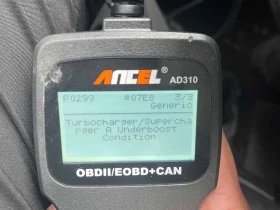 ANCEL®
AD310
P0299 #07E8 3/3
Generic
Turbocharger/Supercha
rger A Underboost
Condition
OBDII/EOBD+CAN